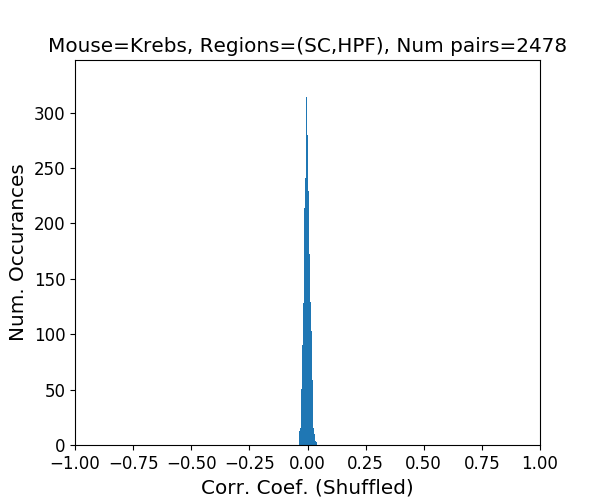 Mouse=Krebs, Regions=(SC,HPF), Num pairs=2478
Num. Occurances
300
250
200
150
100
50
0
−1.00 −0.75 −0.50 −0.25 0.00 0.25 0.50 0.75 1.00
Corr. Coef. (Shuffled)